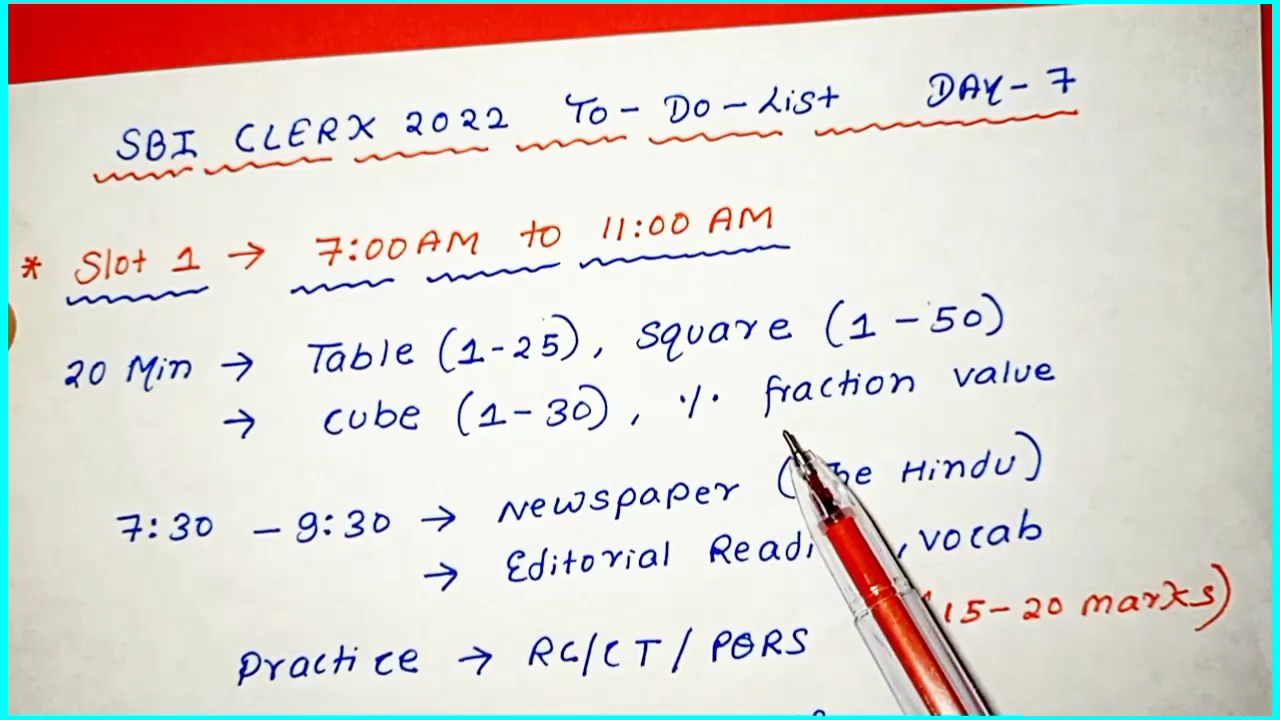 SBI CLERK 2022 To-Do-List DAY-7
* Slot 1 → 7:00 AM to 11:00 AM
20 Min → Table (1-25), Square (1-50)
→ cube (1-30), % fraction value
7:30 - 9:30 → Newspaper (The Hindu)
→ Editorial Readi , vocab
(15-20 marks)
Practice → RC/CT/PQRS